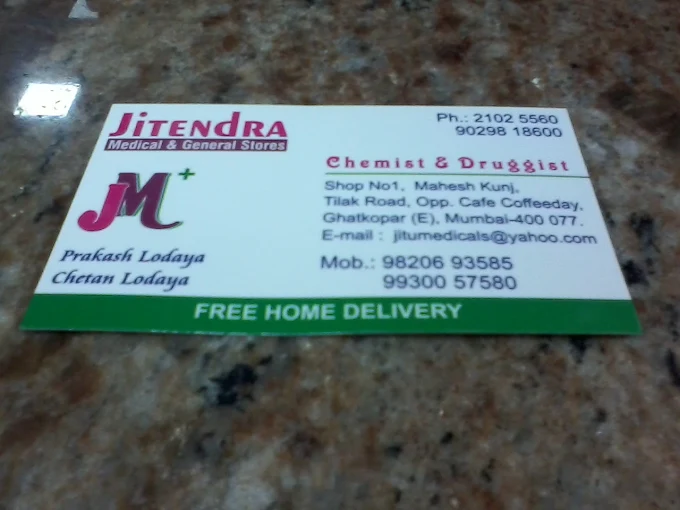 JiTENdRA
Medical & General Stores
JM+
Prakash Lodaya
Chetan Lodaya
Ph.: 2102 5560
90298 18600
Chemist & Druggist
Shop No1, Mahesh Kunj,
Tilak Road, Opp. Cafe Coffeeday,
Ghatkopar (E), Mumbai-400 077.
E-mail : jitumedicals@yahoo.com
Mob.: 98206 93585
99300 57580
FREE HOME DELIVERY